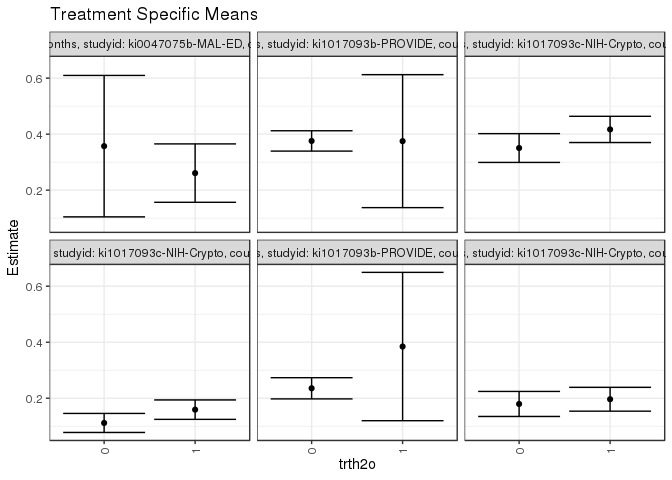 Treatment Specific Means
onths, studyid: ki0047075b-MAL-ED,
s, studyid: ki1017093b-PROVIDE, cou
s, studyid: ki1017093c-NIH-Crypto, cou
0.6
0.4
0.2
studyid: ki1017093c-NIH-Crypto, cou
s, studyid: ki1017093b-PROVIDE, cou
s, studyid: ki1017093c-NIH-Crypto, cou
0.6
0.4
0.2
Estimate
0
1
0
1
0
1
trth2o